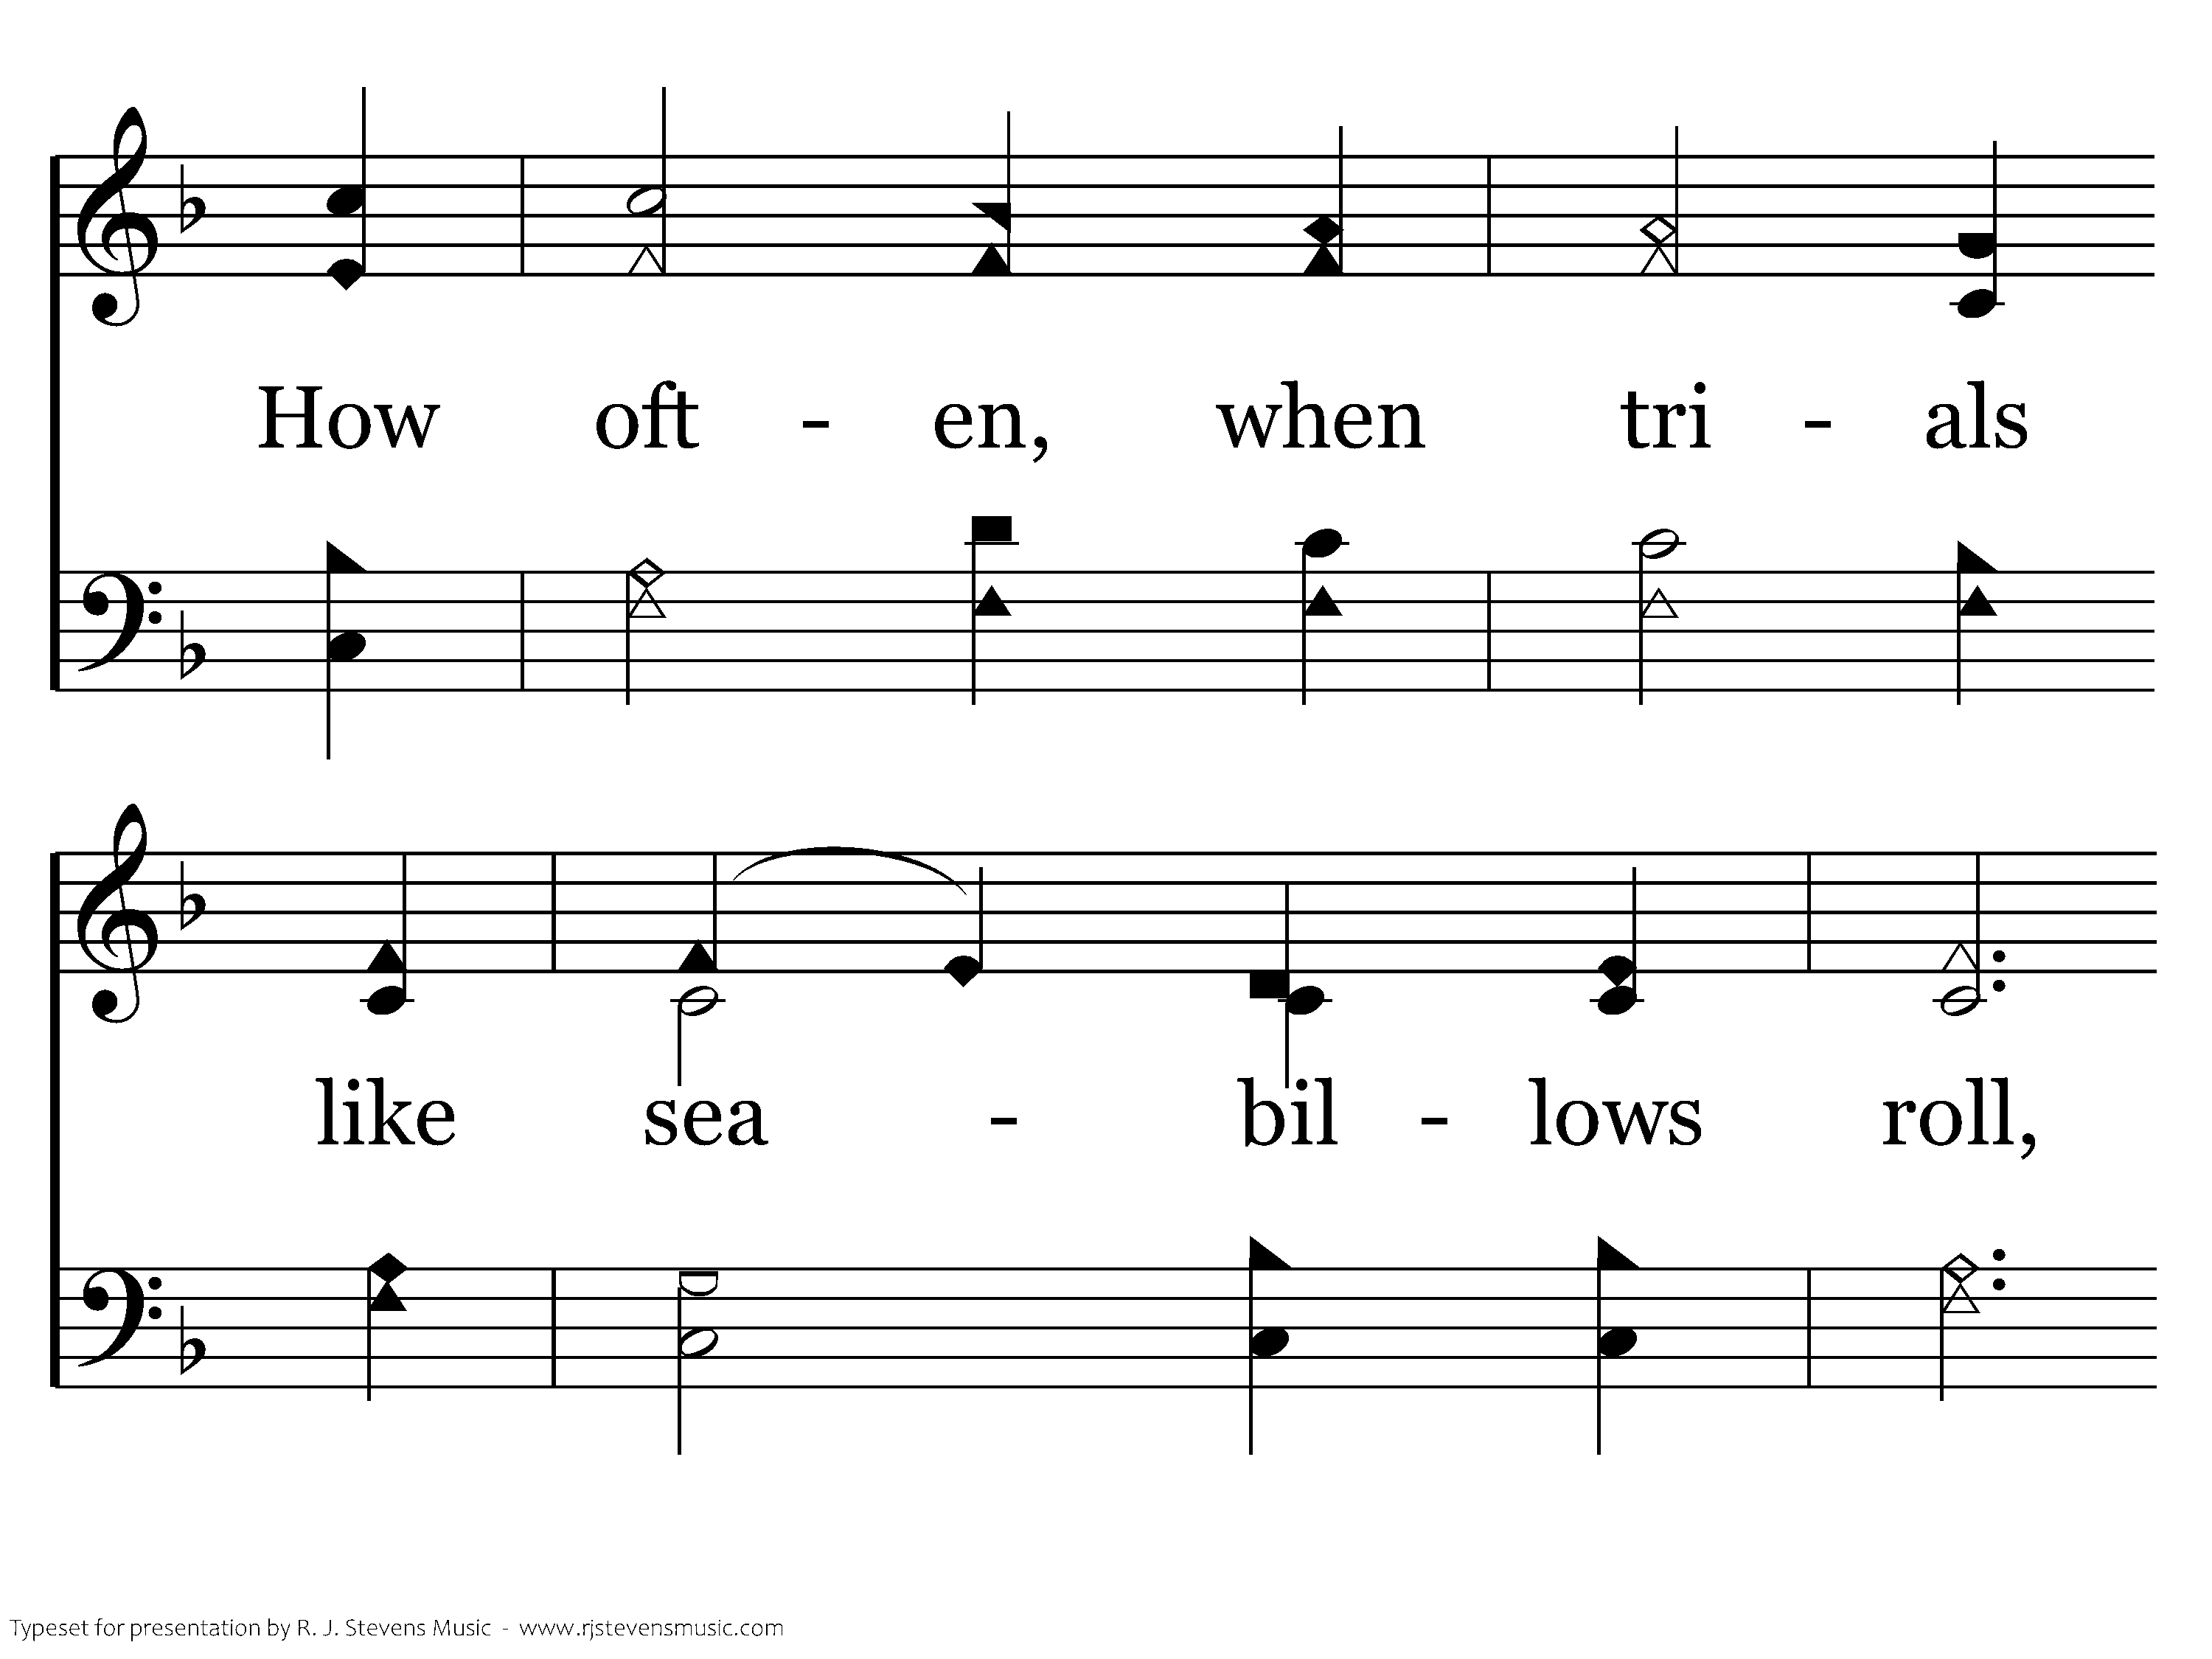 How oft - en, when tri - als
like sea - bil - lows roll,
Typeset for presentation by R. J. Stevens Music - www.rjstevensmusic.com